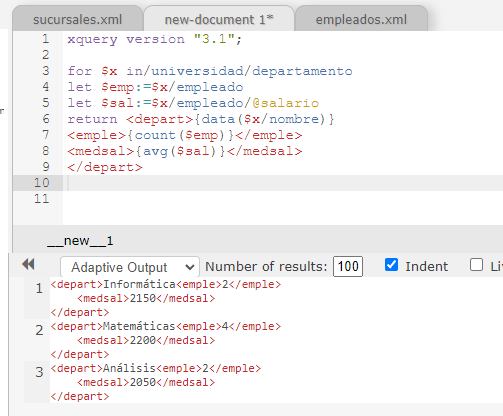 sucursales.xml new-document 1* empleados.xml
1 xquery version "3.1";
2
3 for $x in/universidad/departamento
4 let $emp:=$x/empleado
5 let $sal:=$x/empleado/@salario
6 return <depart>{data($x/nombre)}
7 <emple>{count($emp)}</emple>
8 <medsal>{avg($sal)}</medsal>
9 </depart>
10
11
__new__1
Adaptive Output Number of results: 100 Indent Li
1 <depart>Informática<emple>2</emple>
<medsal>2150</medsal>
</depart>
2 <depart>Matemáticas<emple>4</emple>
<medsal>2200</medsal>
</depart>
3 <depart>Análisis<emple>2</emple>
<medsal>2050</medsal>
</depart>